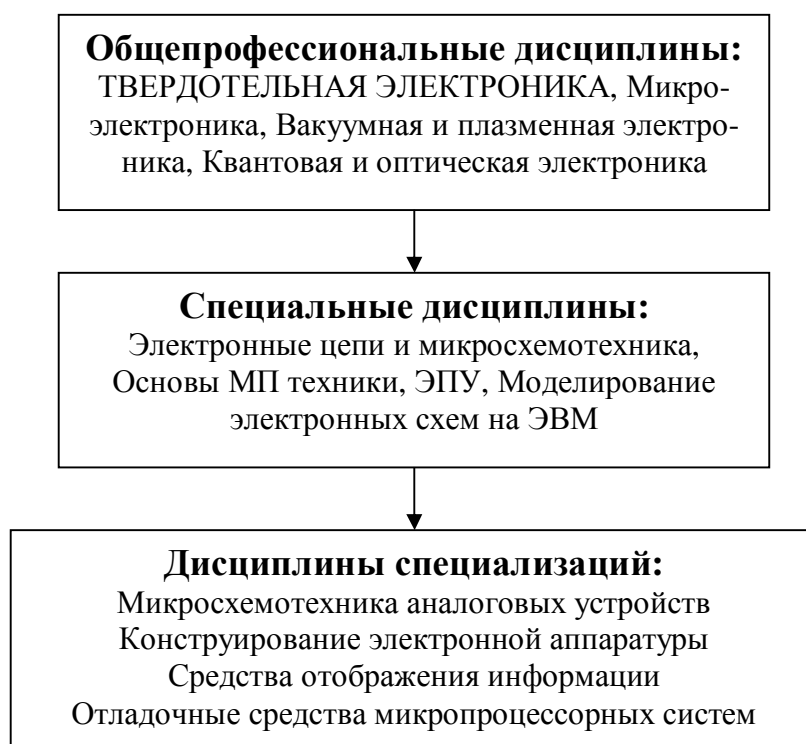 Общепрофессиональные дисциплины:
ТВЕРДОТЕЛЬНАЯ ЭЛЕКТРОНИКА, Микро-
электроника, Вакуумная и плазменная электро-
ника, Квантовая и оптическая электроника
Специальные дисциплины:
Электронные цепи и микросхемотехника,
Основы МП техники, ЭПУ, Моделирование
электронных схем на ЭВМ
Дисциплины специализаций:
Микросхемотехника аналоговых устройств
Конструирование электронной аппаратуры
Средства отображения информации
Отладочные средства микропроцессорных систем